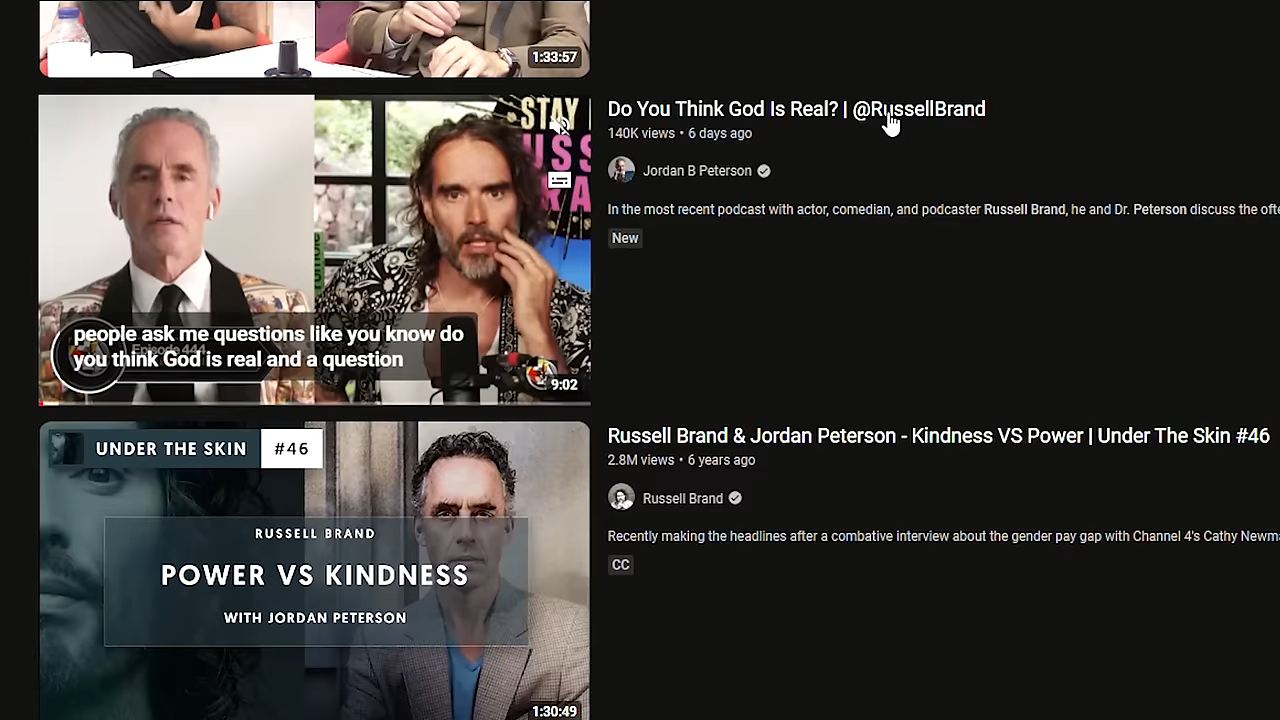 1:33:57
STAY
USS
RA
people ask me questions like you know do
you think God is real and a question
Episode 444
9:02
Do You Think God Is Real? | @RussellBrand
140K views • 6 days ago
Jordan B Peterson
In the most recent podcast with actor, comedian, and podcaster Russell Brand, he and Dr. Peterson discuss the ofte
New
UNDER THE SKIN #46
RUSSELL BRAND
POWER VS KINDNESS
WITH JORDAN PETERSON
1:30:49
Russell Brand & Jordan Peterson - Kindness VS Power | Under The Skin #46
2.8M views • 6 years ago
Russell Brand
Recently making the headlines after a combative interview about the gender pay gap with Channel 4's Cathy Newma
CC